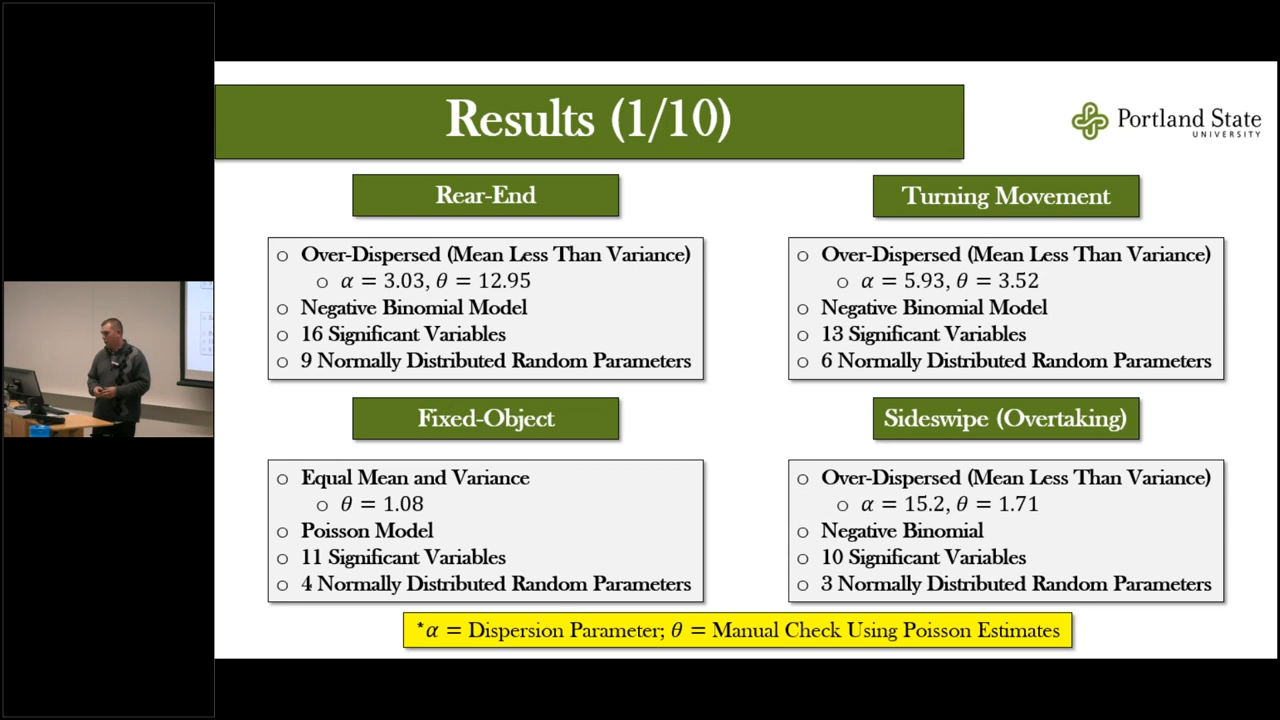 Results (1/10)
Portland State
UNIVERSITY
Rear-End
○ Over-Dispersed (Mean Less Than Variance)
○ α = 3.03, θ = 12.95
○ Negative Binomial Model
○ 16 Significant Variables
○ 9 Normally Distributed Random Parameters
Turning Movement
○ Over-Dispersed (Mean Less Than Variance)
○ α = 5.93, θ = 3.52
○ Negative Binomial Model
○ 13 Significant Variables
○ 6 Normally Distributed Random Parameters
Fixed-Object
○ Equal Mean and Variance
○ θ = 1.08
○ Poisson Model
○ 11 Significant Variables
○ 4 Normally Distributed Random Parameters
Sideswipe (Overtaking)
○ Over-Dispersed (Mean Less Than Variance)
○ α = 15.2, θ = 1.71
○ Negative Binomial
○ 10 Significant Variables
○ 3 Normally Distributed Random Parameters
*α = Dispersion Parameter; θ = Manual Check Using Poisson Estimates